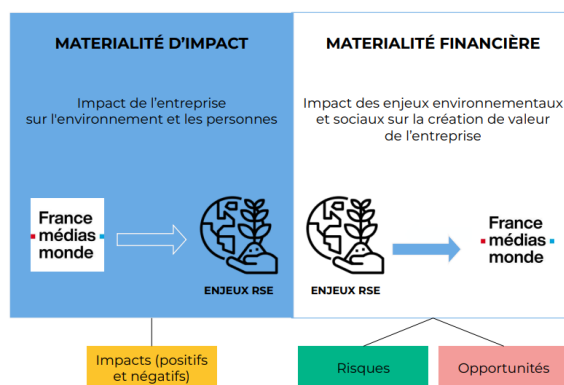 MATERIALITÉ D'IMPACT
Impact de l'entreprise
sur l'environnement et les personnes
France
médias
monde
ENJEUX RSE
Impacts (positifs
et négatifs)
MATERIALITÉ FINANCIÈRE
Impact des enjeux environnementaux
et sociaux sur la création de valeur
de l'entreprise
ENJEUX RSE
France
médias
monde
Risques
Opportunités